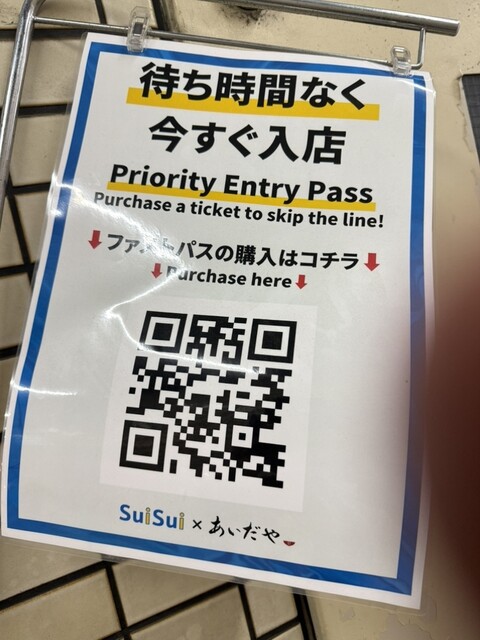 待ち時間なく
今すぐ入店
Priority Entry Pass
Purchase a ticket to skip the line!
ファストパスの購入はコチラ
Purchase here
SuiSui × あいだや